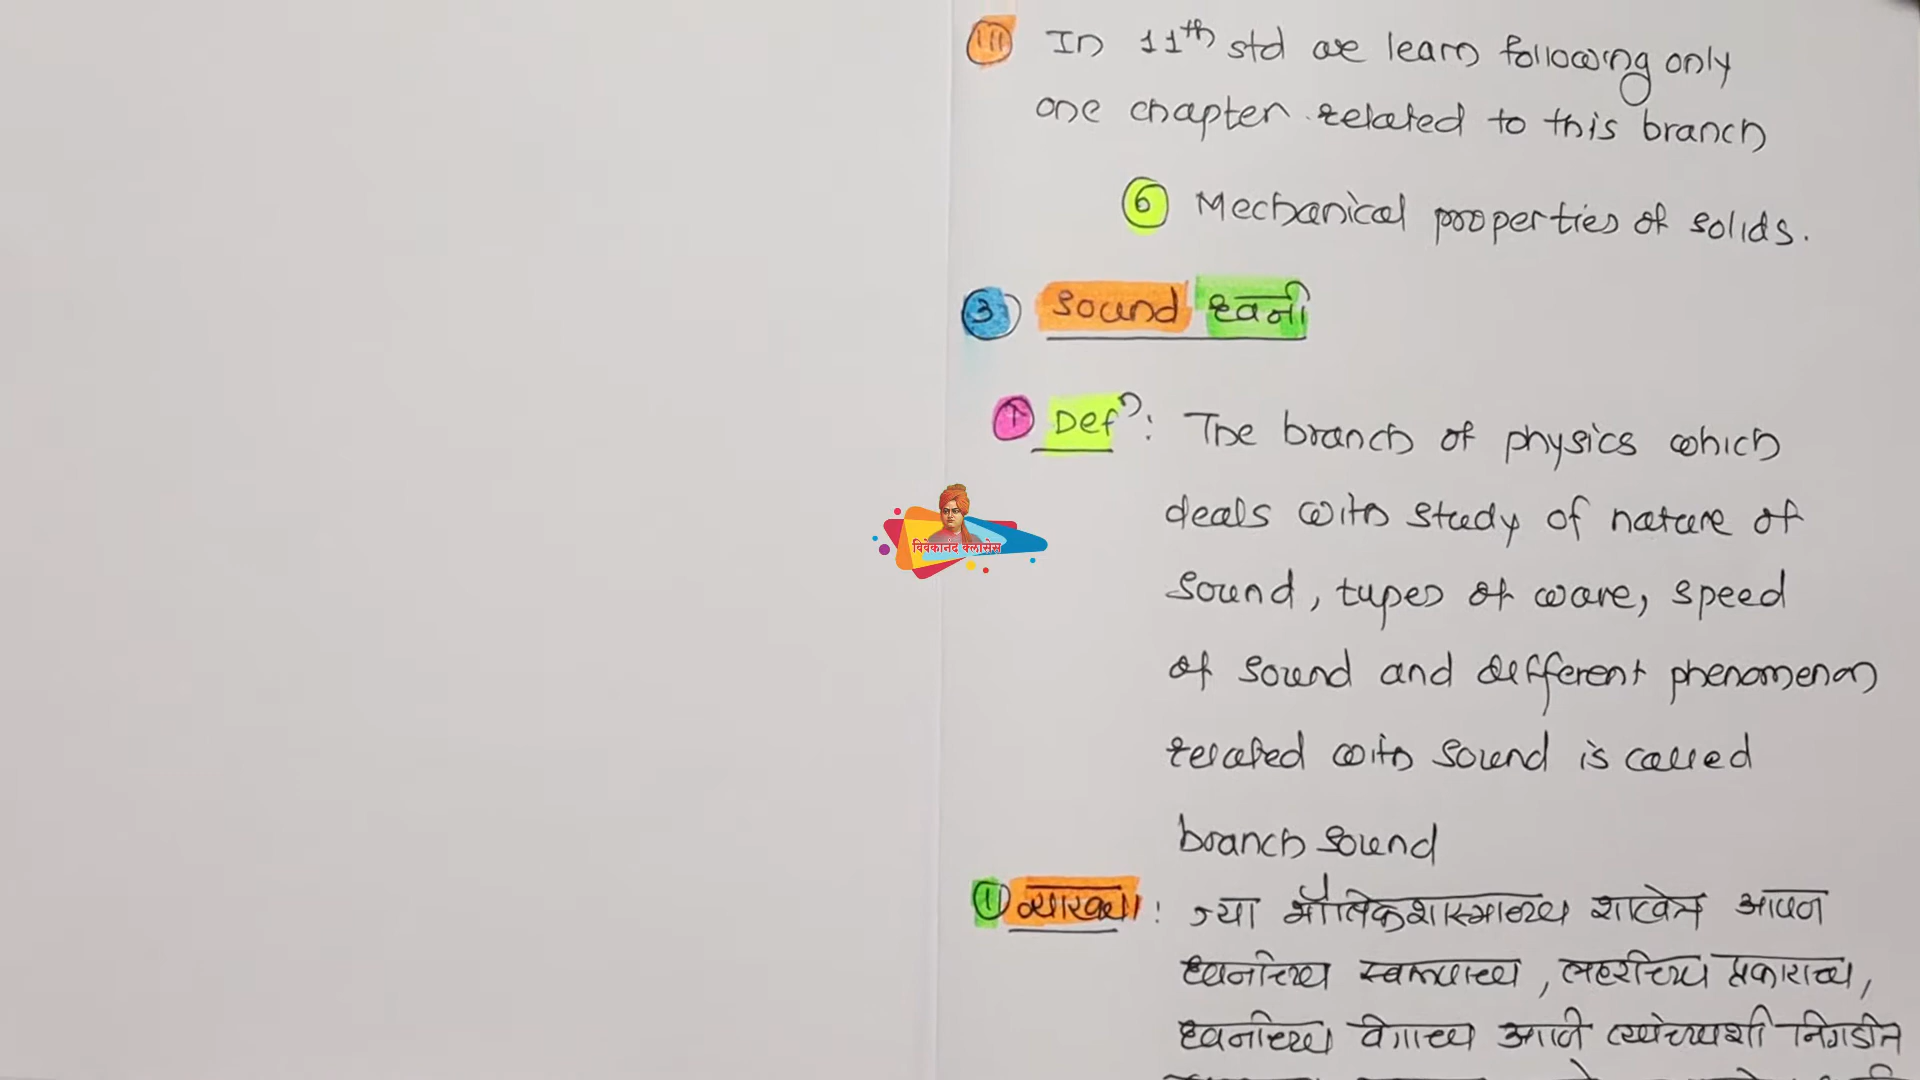 III In 11th std we learn following only
one chapter related to this branch
6 Mechanical properties of solids.
3 Sound ध्वनी
I Defn: The branch of physics which
deals with study of nature of
sound, types of wave, speed
of sound and different phenomenon
related with sound is called
branch sound
विवेकानंद क्लासेस
1 व्याख्या: ज्या भौतिकशास्त्राच्या शाखेत आपण
ध्वनीच्या स्वरूपाच्या, लहरीच्या प्रकाराच्या,
ध्वनीच्या वेगाच्या आणि त्याच्याशी निगडीत